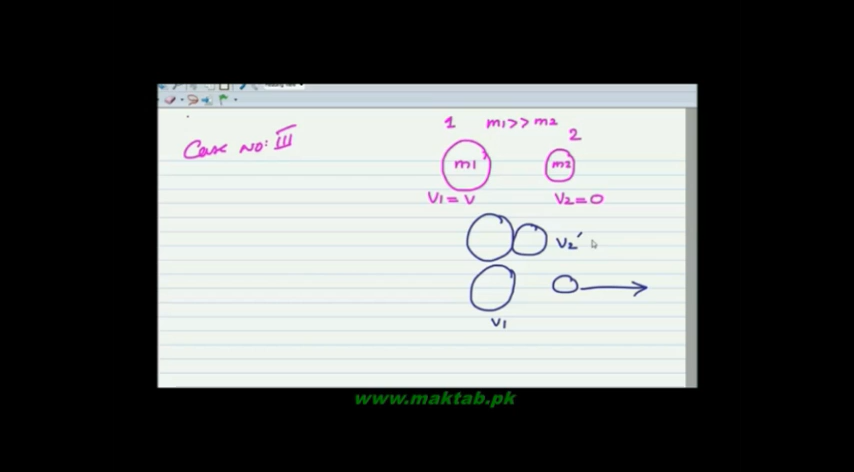 Case NO: III
1 m1>>m2
2
m1 m2
V1=V V2=0
V2′
V1
www.maktab.pk